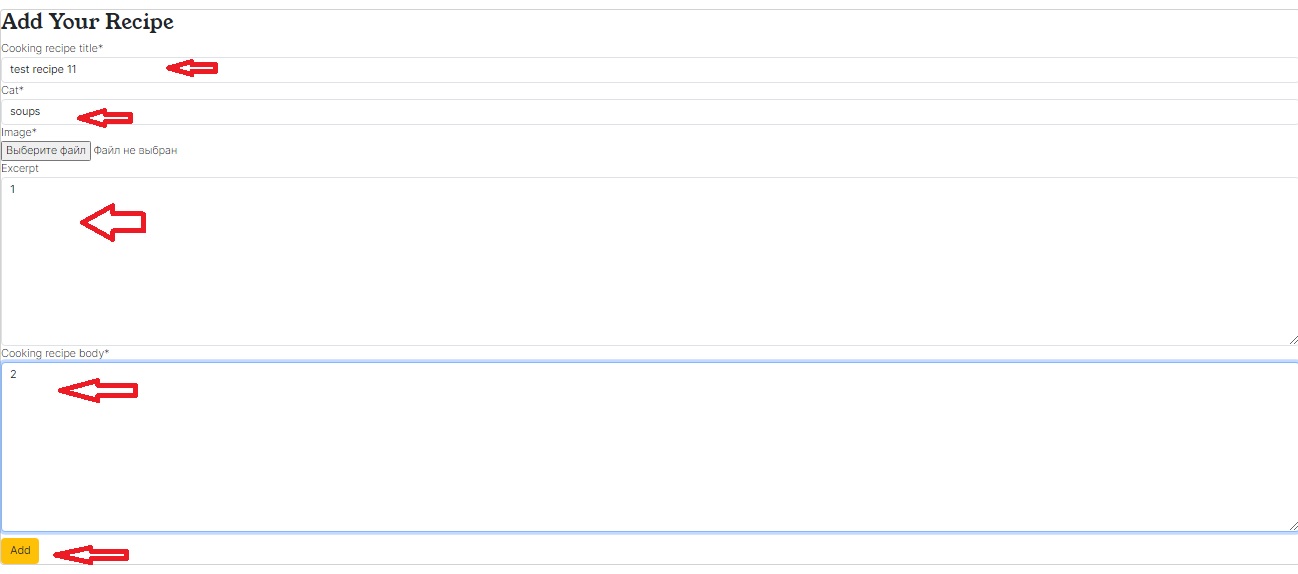 Add Your Recipe
Cooking recipe title*
test recipe 11
Cat*
soups
Image*
Выберите файл Файл не выбран
Excerpt
1
Cooking recipe body*
2
Add